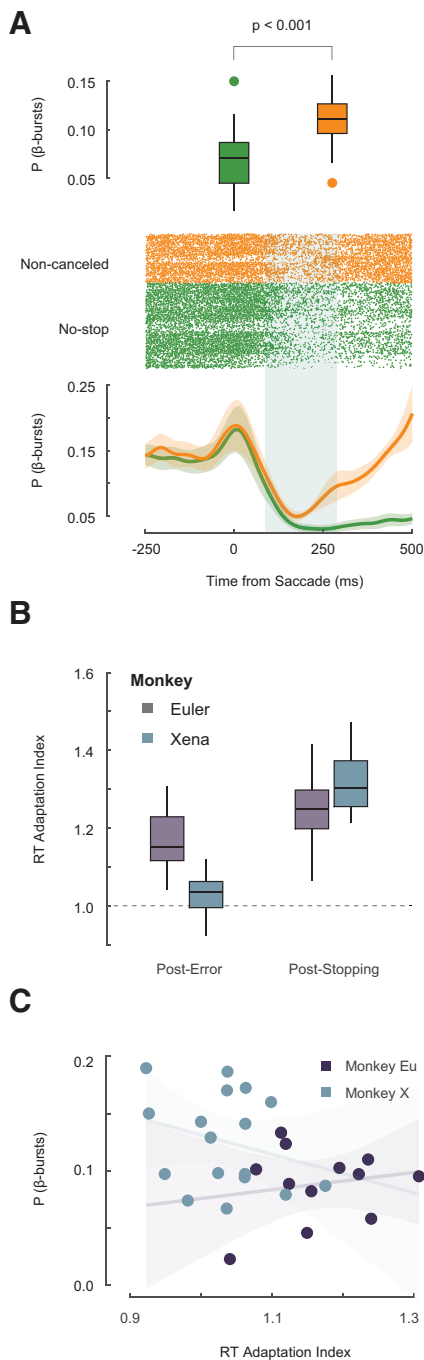 A
p < 0.001
0.15
0.10
0.05
P (β-bursts)
Non-canceled
No-stop
0.25
0.15
0.05
P (β-bursts)
-250 0 250 500
Time from Saccade (ms)
B
1.6
1.4
1.2
1.0
RT Adaptation Index
Monkey
Euler
Xena
Post-Error Post-Stopping
C
0.2
0.1
0.0
P (β-bursts)
Monkey Eu
Monkey X
0.9 1.1 1.3
RT Adaptation Index